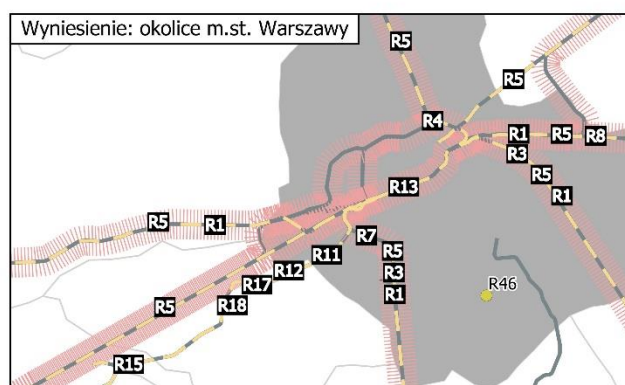 Wyniesienie: okolice m.st. Warszawy
R5
R5
R4
R1
R5
R8
R3
R5
R13
R1
R5
R1
R7
R5
R11
R12
R3
R17
R1
R46
R18
R5
R15